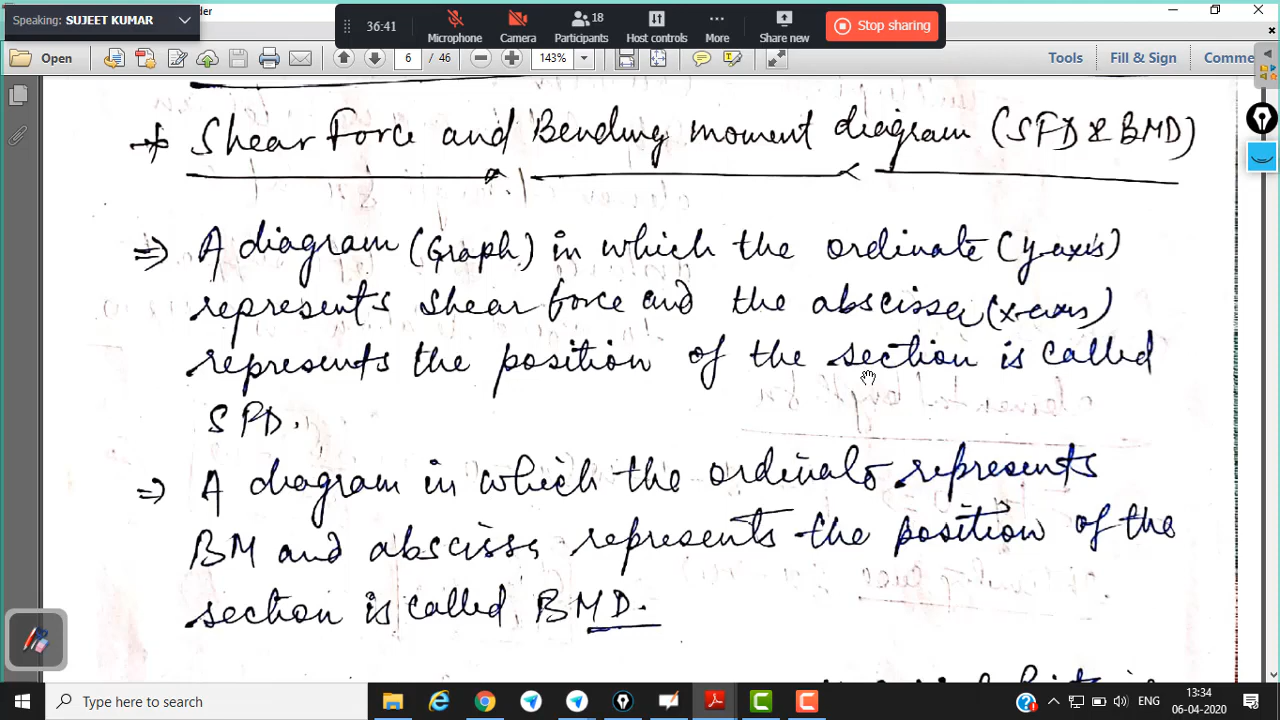 Speaking: SUJEET KUMAR
der
36:41
Microphone
Camera
18
Participants
Host controls
More
Share new
Stop sharing
Open
6 / 46
143%
Tools
Fill & Sign
Comme
Shear Force and Bending moment diagram (SFD & BMD)
⇒ A diagram (Graph) in which the ordinate (y-axis)
represents shear force and the abscissa (x-axis)
represents the position of the section is called
SFD.
⇒ A diagram in which the ordinate represents
BM and abscissa represents the position of the
section is called BMD.
Type here to search
ENG
13:34
06-04-2020